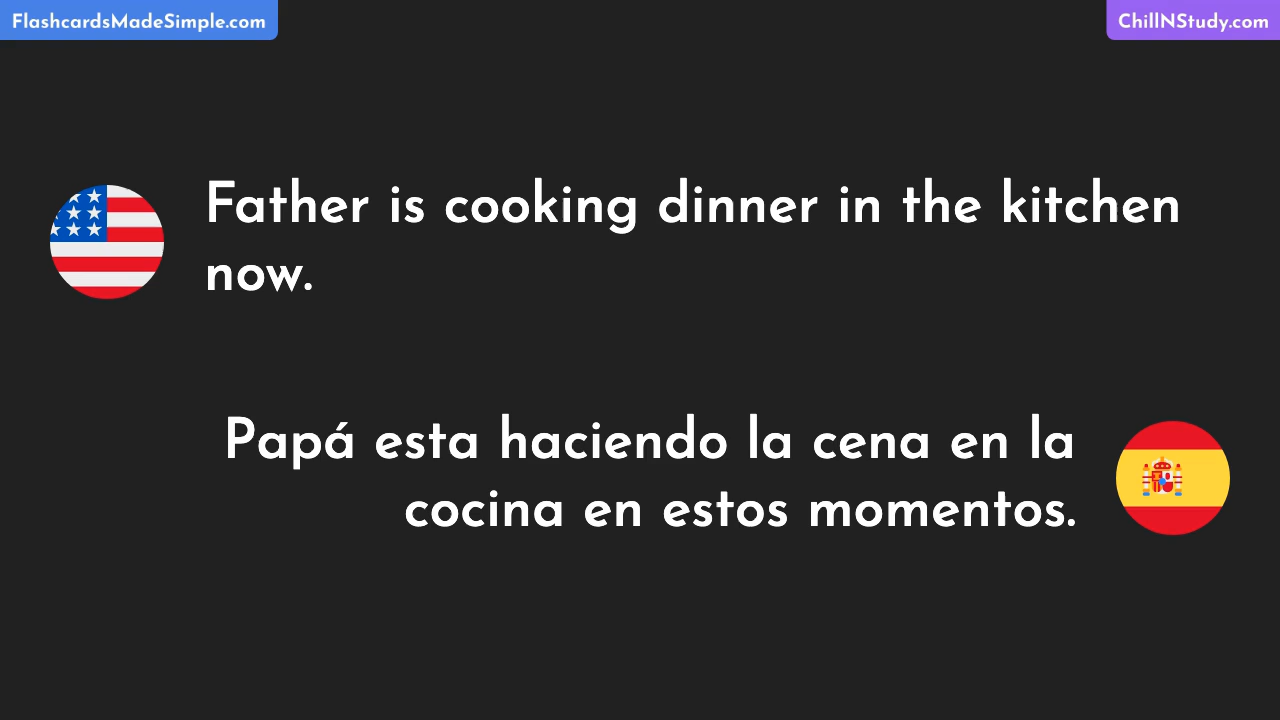 FlashcardsMadeSimple.com
ChillNStudy.com
Father is cooking dinner in the kitchen
now.
Papá esta haciendo la cena en la
cocina en estos momentos.